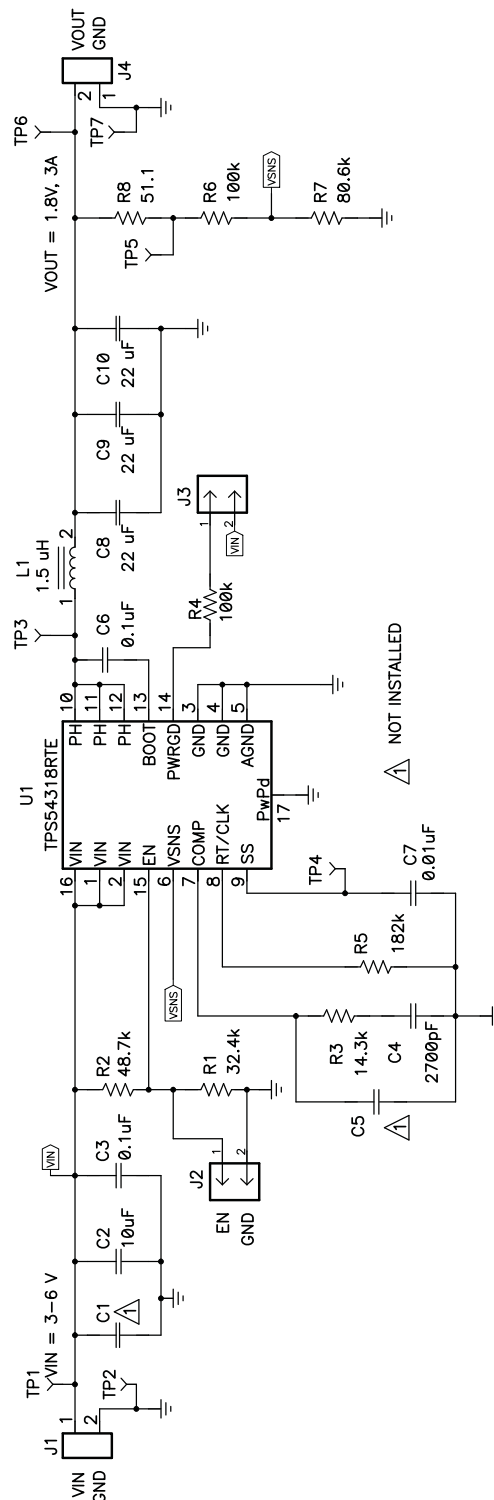 VIN
GND
J1
1
2
TP1
VIN = 3-6 V
TP2
C1
1
C2
10uF
C3
0.1uF
VIN
R2
48.7k
R1
32.4k
J2
1
2
EN
GND
VSNS
C5
1
R3
14.3k
C4
2700pF
R5
182k
C7
0.01uF
TP4
U1
TPS54318RTE
16
VIN
1
VIN
2
VIN
15
EN
6
VSNS
7
COMP
8
RT/CLK
9
SS
PH
10
PH
11
PH
12
BOOT
13
PWRGD
14
GND
3
GND
4
AGND
5
PwPd
17
1
NOT INSTALLED
TP3
C6
0.1uF
L1
1.5 uH
1
2
R4
100k
J3
1
2
VIN
C8
22 uF
C9
22 uF
C10
22 uF
VOUT = 1.8V, 3A
R8
51.1
TP5
R6
100k
VSNS
R7
80.6k
TP6
TP7
2
1
J4
VOUT
GND